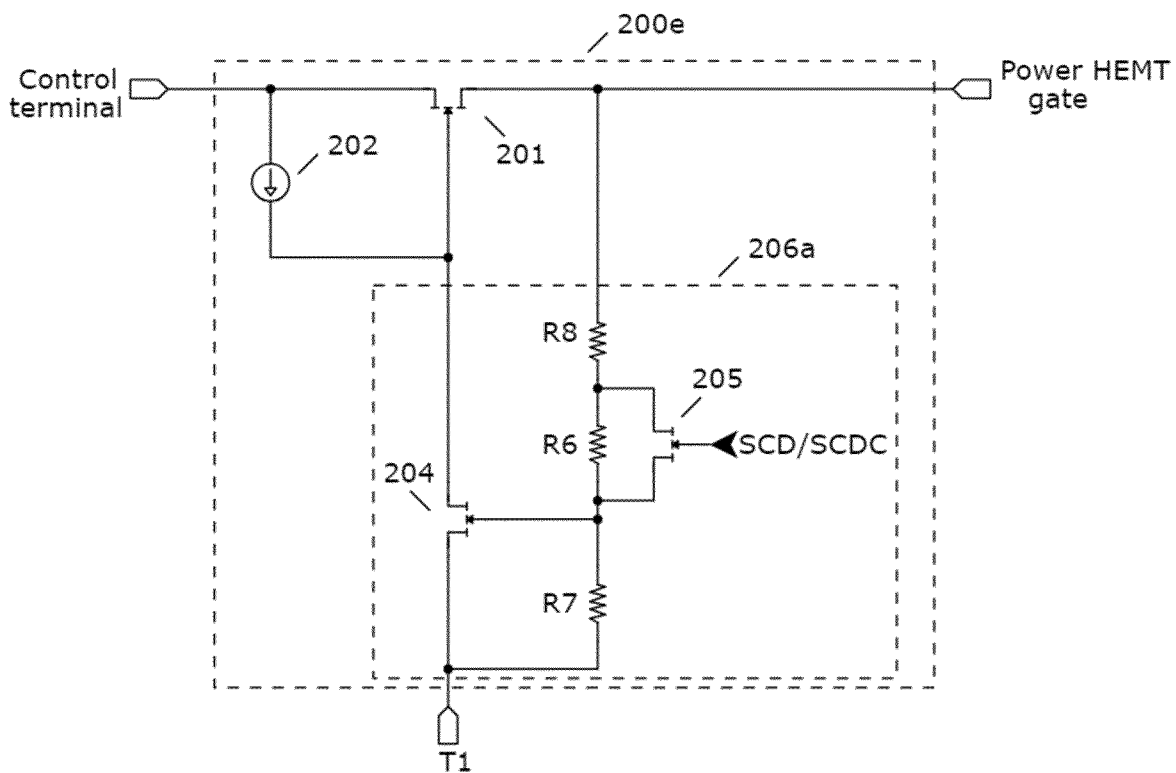 200e
Control
terminal
Power HEMT
gate
201
202
206a
R8
205
R6
SCD/SCDC
204
R7
T1